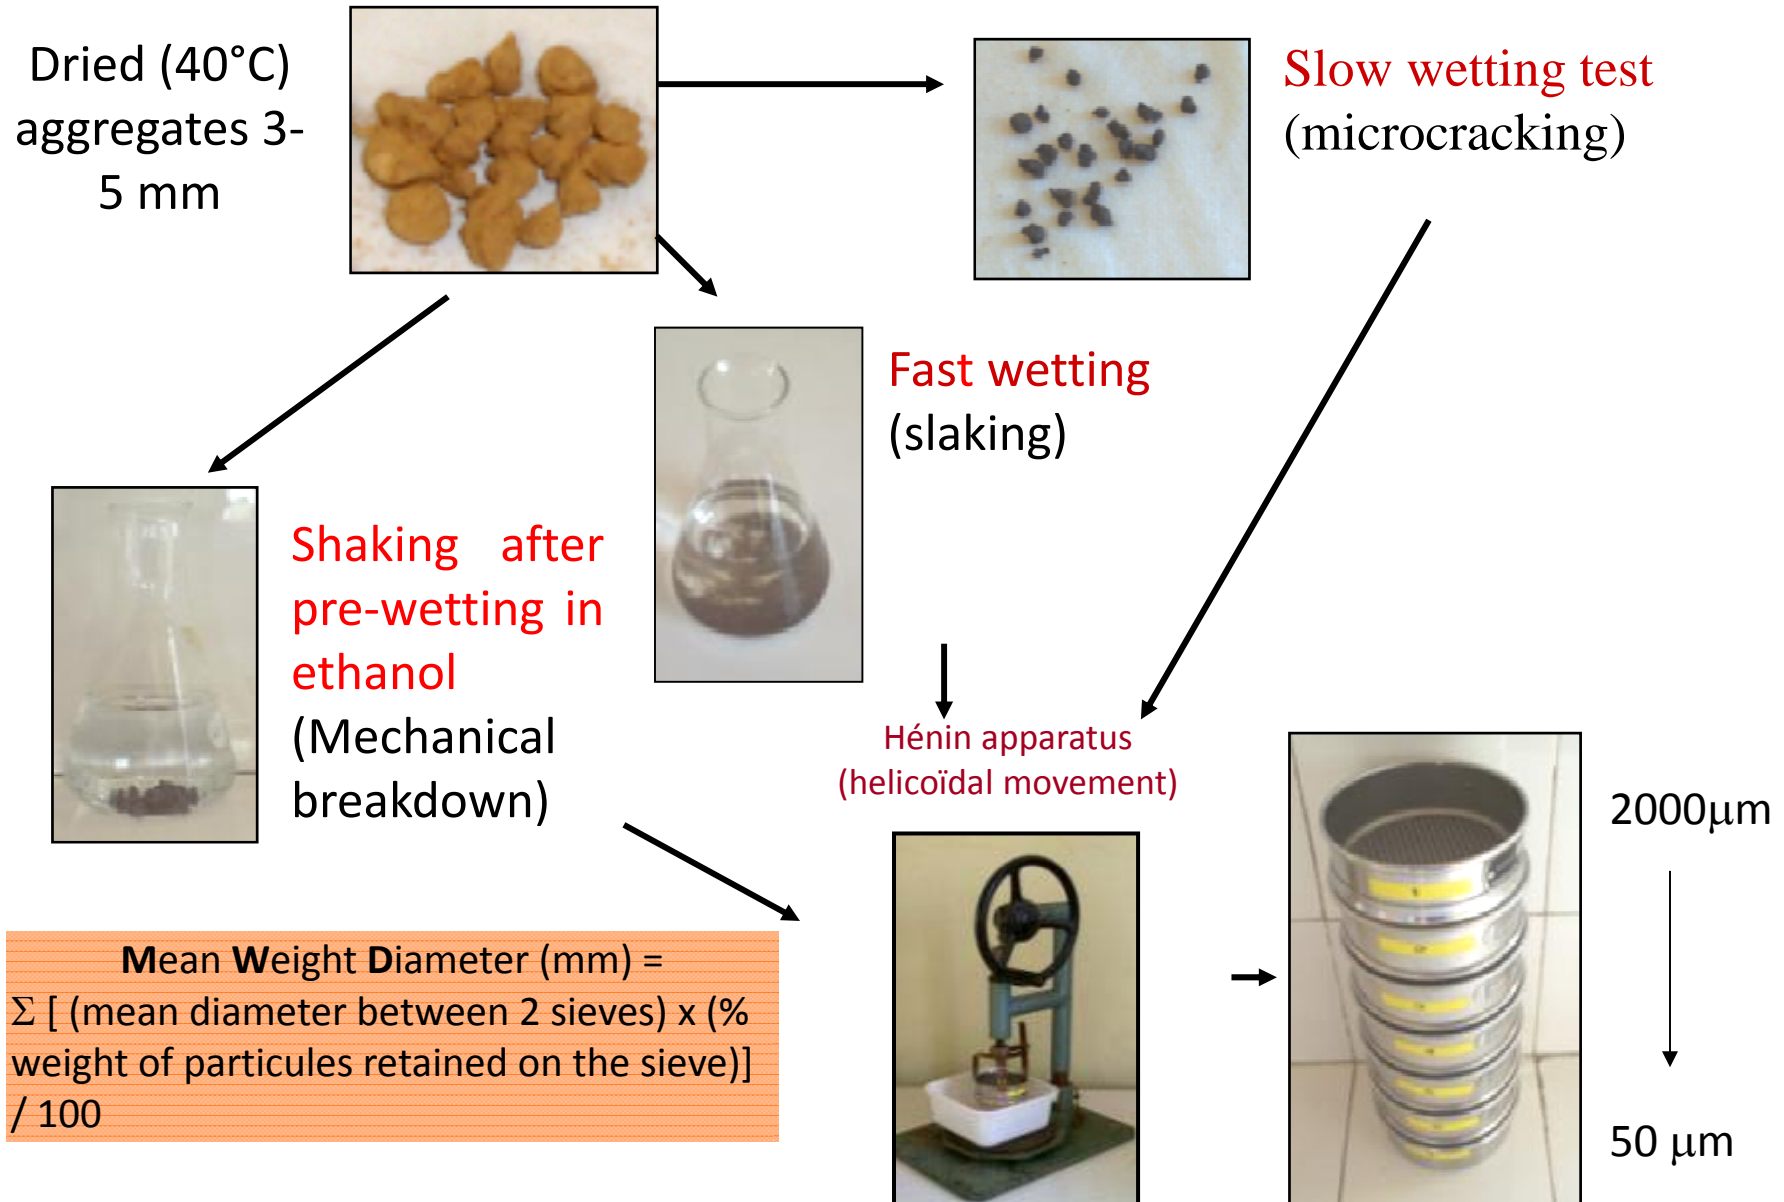 Dried (40°C)
aggregates 3-
5 mm
Slow wetting test
(microcracking)
Fast wetting
(slaking)
Shaking after
pre-wetting in
ethanol
(Mechanical
breakdown)
Hénin apparatus
(helicoïdal movement)
2000μm
50 μm
Mean Weight Diameter (mm) =
Σ [ (mean diameter between 2 sieves) x (%
weight of particules retained on the sieve)]
/ 100